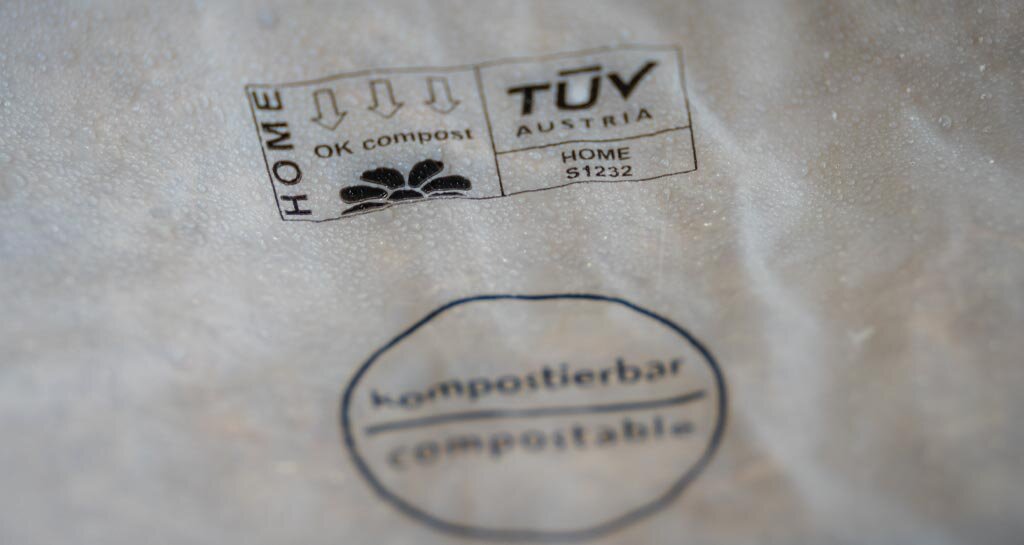 HOME
OK compost
TÜV
AUSTRIA
HOME
S1232
kompostierbar
compostable